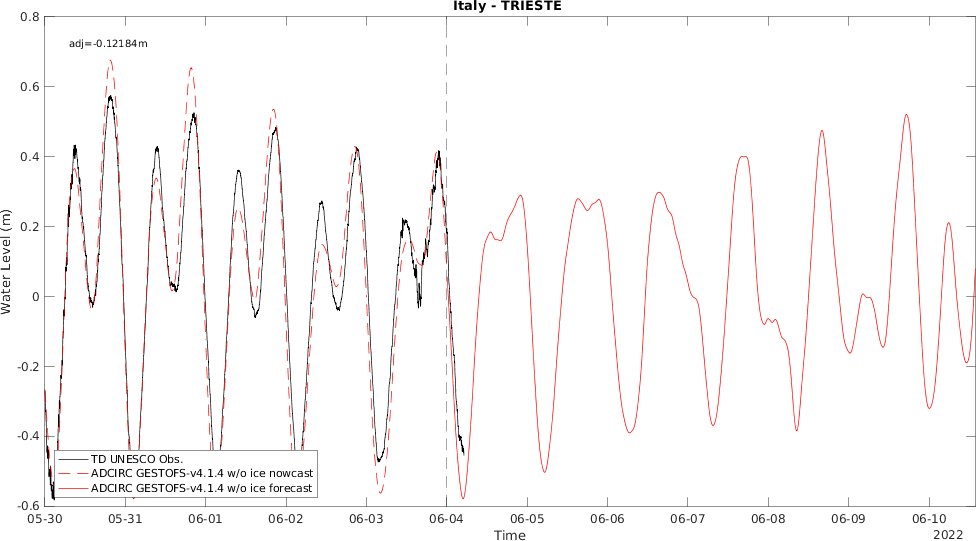 Italy - TRIESTE
adj=-0.12184m
0.8
0.6
0.4
0.2
0
-0.2
-0.4
-0.6
Water Level (m)
TD UNESCO Obs.
ADCIRC GESTOFS-v4.1.4 w/o ice nowcast
ADCIRC GESTOFS-v4.1.4 w/o ice forecast
05-30 05-31 06-01 06-02 06-03 06-04 06-05 06-06 06-07 06-08 06-09 06-10
Time
2022